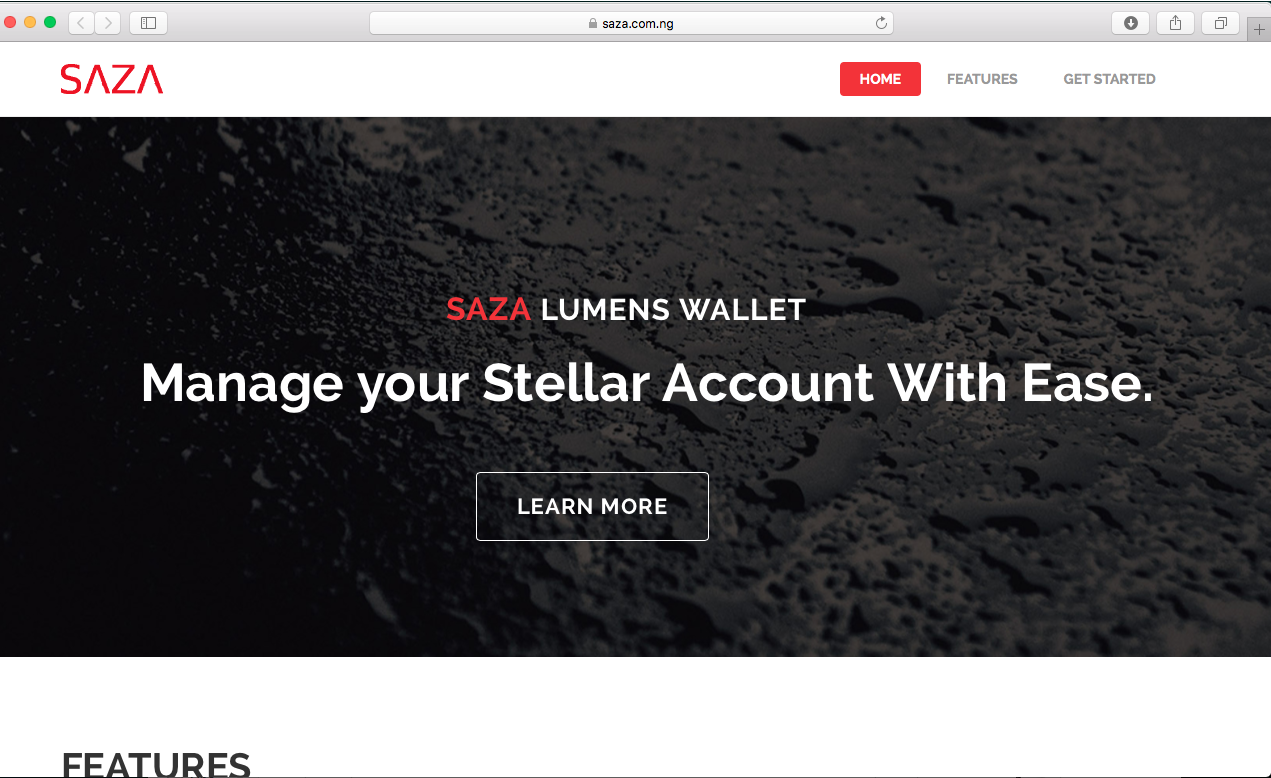 saza.com.ng
SAZA
HOME FEATURES GET STARTED
SAZA LUMENS WALLET
Manage your Stellar Account With Ease.
LEARN MORE
FEATURES